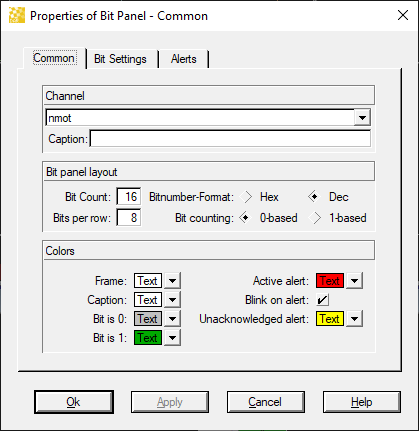 Properties of Bit Panel - Common
Common Bit Settings Alerts
Channel
nmot
Caption:
Bit panel layout
Bit Count: 16 Bitnumber-Format: Hex Dec
Bits per row: 8 Bit counting: 0-based 1-based
Colors
Frame: Text Active alert: Text
Caption: Text Blink on alert:
Bit is 0: Text Unacknowledged alert: Text
Bit is 1: Text
Ok Apply Cancel Help